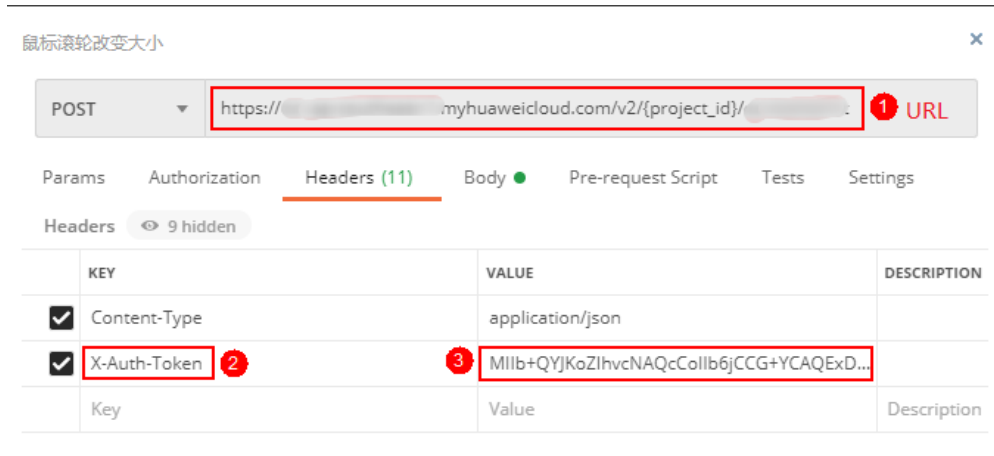 鼠标滚轮改变大小 ×
POST https:// myhuaweicloud.com/v2/{project_id}/ 1 URL
Params Authorization Headers (11) Body Pre-request Script Tests Settings
Headers 9 hidden
KEY VALUE DESCRIPTION
Content-Type application/json
X-Auth-Token 2 3 MIIb+QYJKoZIhvcNAQcCoIIb6jCCG+YCAQExD...
Key Value Description